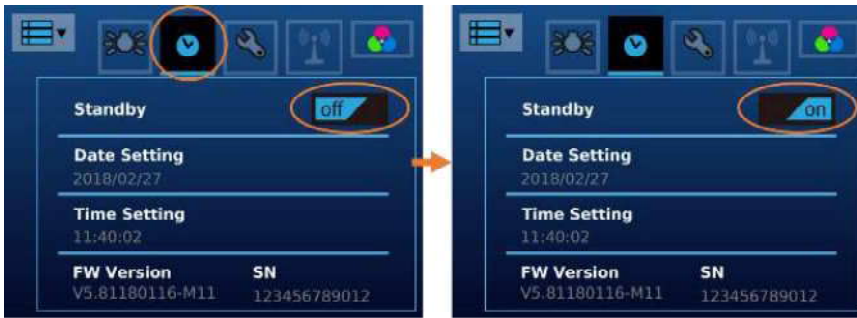 Standby
off
Date Setting
2018/02/27
Time Setting
11:40:02
FW Version SN
V5.81180116-M11 123456789012
Standby
on
Date Setting
2018/02/27
Time Setting
11:40:02
FW Version SN
V5.81180116-M11 123456789012